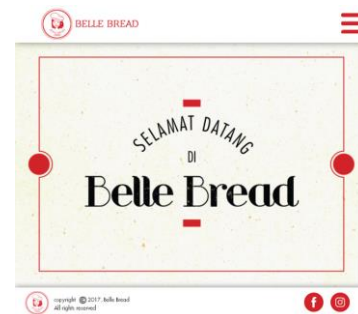 BELLE BREAD
SELAMAT DATANG
DI
Belle Bread
copyright © 2017. Belle Bread
All rights reserved